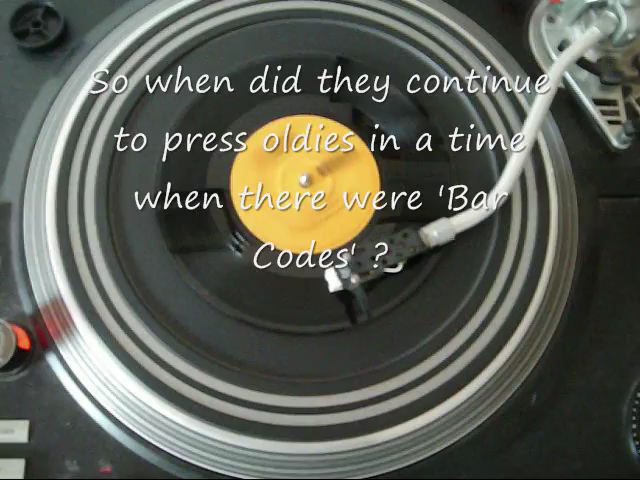 So when did they continue
to press oldies in a time
when there were 'Bar
Codes' ?